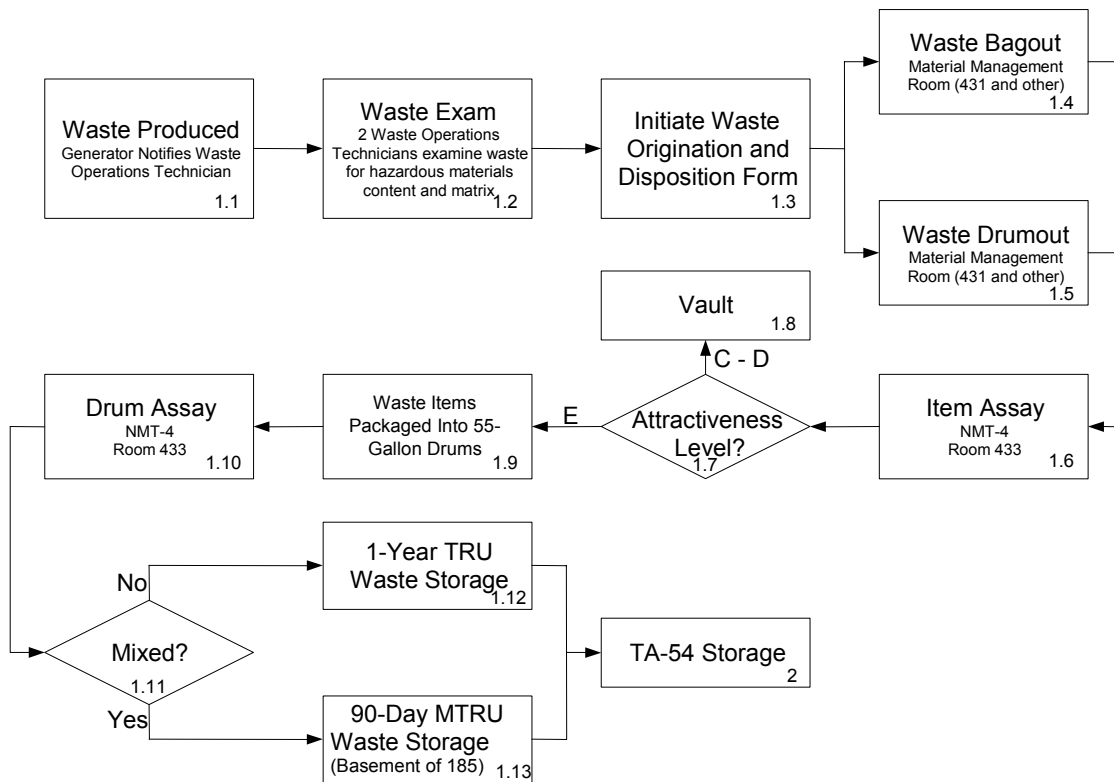 Waste Produced
Generator Notifies Waste
Operations Technician
1.1
Waste Exam
2 Waste Operations
Technicians examine waste
for hazardous materials
content and matrix
1.2
Initiate Waste
Origination and
Disposition Form
1.3
Waste Bagout
Material Management
Room (431 and other)
1.4
Waste Drumout
Material Management
Room (431 and other)
1.5
Item Assay
NMT-4
Room 433
1.6
Attractiveness
Level?
1.7
C - D
Vault
1.8
E
Waste Items
Packaged Into 55-
Gallon Drums
1.9
Drum Assay
NMT-4
Room 433
1.10
Mixed?
1.11
No
1-Year TRU
Waste Storage
1.12
Yes
90-Day MTRU
Waste Storage
(Basement of 185)
1.13
TA-54 Storage
2